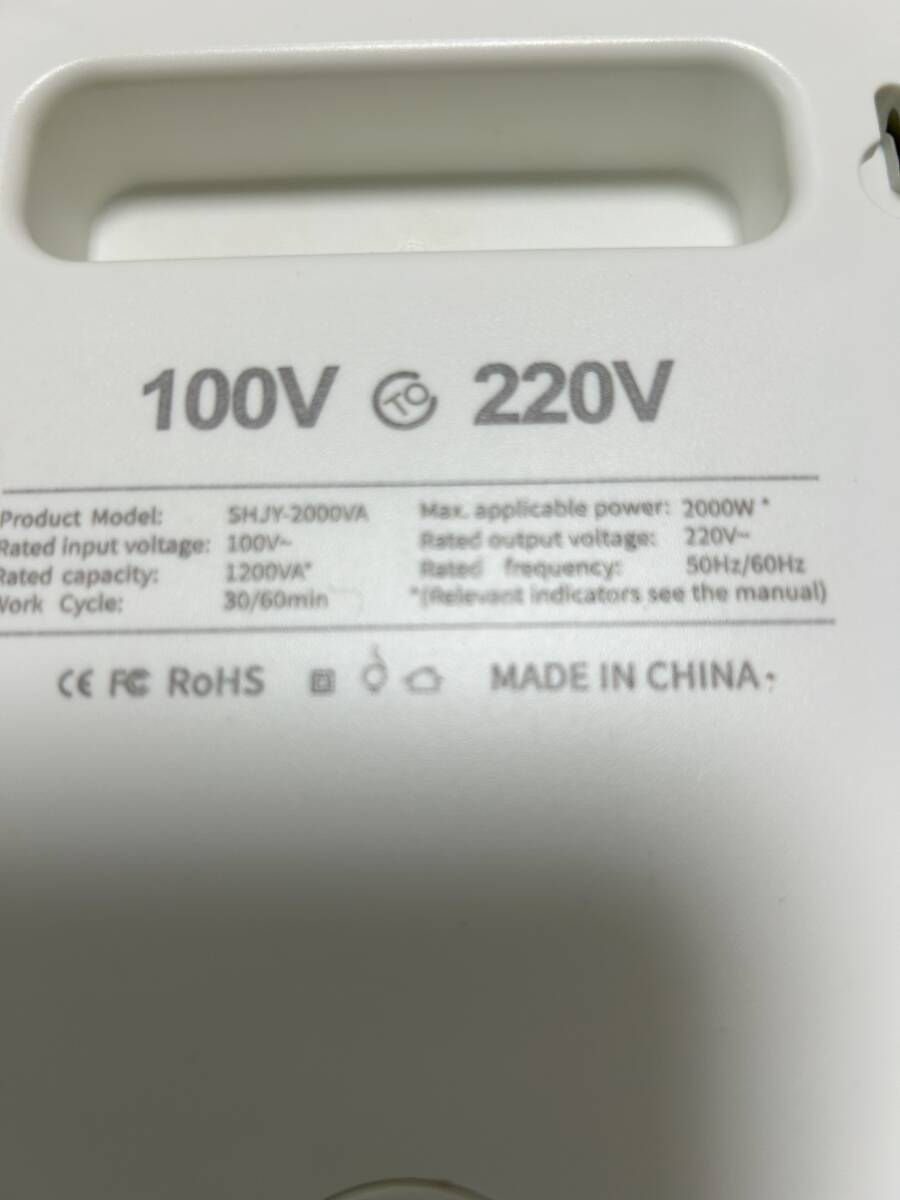 100V TO 220V
Product Model: SHJY-2000VA Max. applicable power: 2000W*
Rated input voltage: 100V~ Rated output voltage: 220V~
Rated capacity: 1200VA* Rated frequency: 50Hz/60Hz
Work Cycle: 30/60min *(Relevant indicators see the manual)
CE FC RoHS MADE IN CHINA